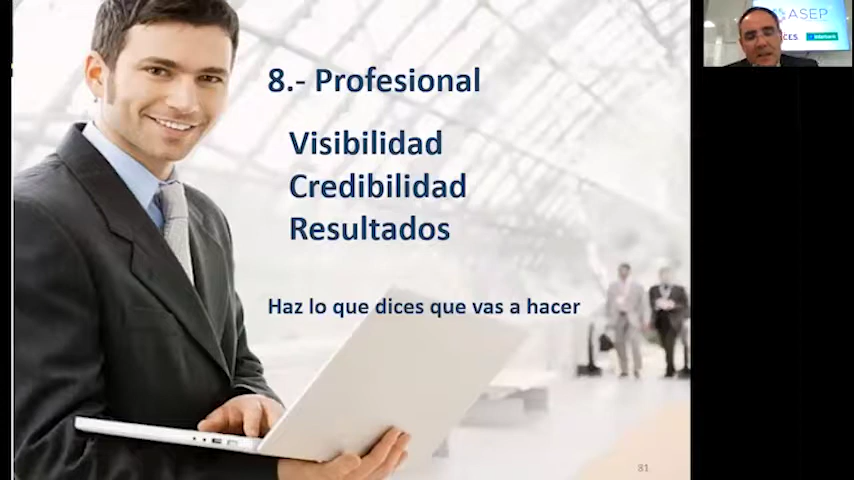 8.- Profesional
Visibilidad
Credibilidad
Resultados
Haz lo que dices que vas a hacer
81
ASEP